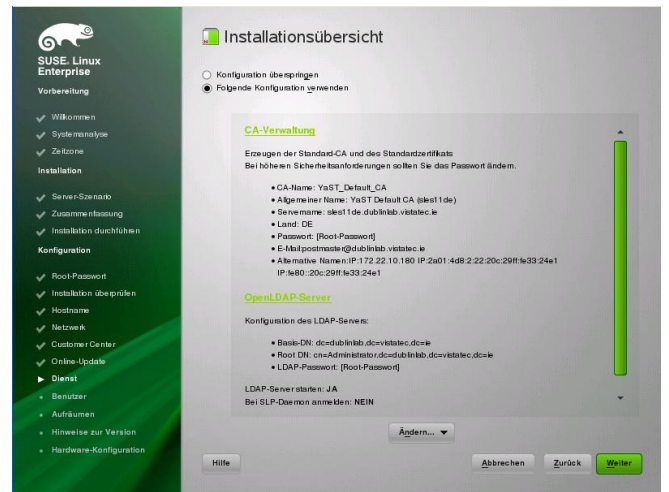 SUSE. Linux
Enterprise
Vorbereitung
Willkommen
Systemanalyse
Zeitzone
Installation
Server-Szenario
Zusammenfassung
Installation durchführen
Konfiguration
Root-Passwort
Installation überprüfen
Hostname
Netzwerk
Customer Center
Online-Update
Dienst
Benutzer
Aufräumen
Hinweise zur Version
Hardware-Konfiguration
Installationsübersicht
Konfiguration überspringen
Folgende Konfiguration verwenden
CA-Verwaltung
Erzeugen der Standard-CA und des Standardzertifikats
Bei höheren Sicherheitsanforderungen sollten Sie das Passwort ändern.
• CA-Name: YaST_Default_CA
• Allgemeiner Name: YaST Default CA (sles11de)
• Servername: sles11de.dublinlab.vistatec.ie
• Land: DE
• Passwort: [Root-Passwort]
• E-Mail:postmaster@dublinlab.vistatec.ie
• Alternative Namen:IP:172.22.10.180 IP:2a01:4d8:2:22:20c:29ff:fe33:24e1
IP:fe80::20c:29ff:fe33:24e1
OpenLDAP-Server
Konfiguration des LDAP-Servers:
• Basis-DN: dc=dublinlab,dc=vistatec,dc=ie
• Root DN: cn=Administrator,dc=dublinlab,dc=vistatec,dc=ie
• LDAP-Passwort: [Root-Passwort]
LDAP-Server starten: JA
Bei SLP-Daemon anmelden: NEIN
Ändern...
Hilfe
Abbrechen
Zurück
Weiter